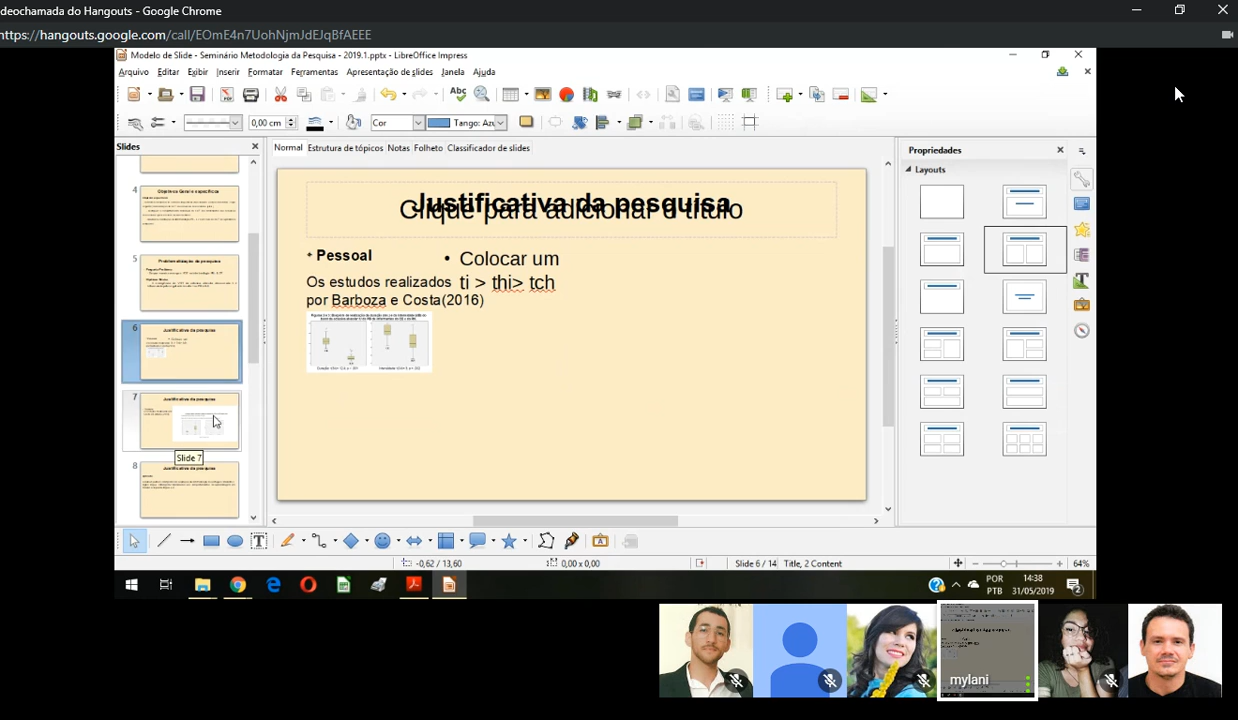 deochamada do Hangouts - Google Chrome
https://hangouts.google.com/call/EOmE4n7UohNjmJdEJqBfAEEE
Modelo de Slide - Seminário Metodologia da Pesquisa - 2019.1.pptx - LibreOffice Impress
Arquivo Editar Exibir Inserir Formatar Ferramentas Apresentação de slides Janela Ajuda
0,00 cm Cor Tango: Azu
Slides
Normal Estrutura de tópicos Notas Folheto Classificador de slides
Propriedades
Layouts
4
Objetivos Geral e específicos
5
Problematização da pesquisa
6
Justificativa da pesquisa
7
Justificativa da pesquisa
Slide 7
8
Justificativa da pesquisa
Justificativa da pesquisa
Clique para adicionar o título
Pessoal
Os estudos realizados
por Barboza e Costa(2016)
• Colocar um
ti > thi> tch
-0,62 / 13,60 0,00 x 0,00 Slide 6 / 14 Title, 2 Content 64%
POR
PTB
14:38
31/05/2019
2
mylani